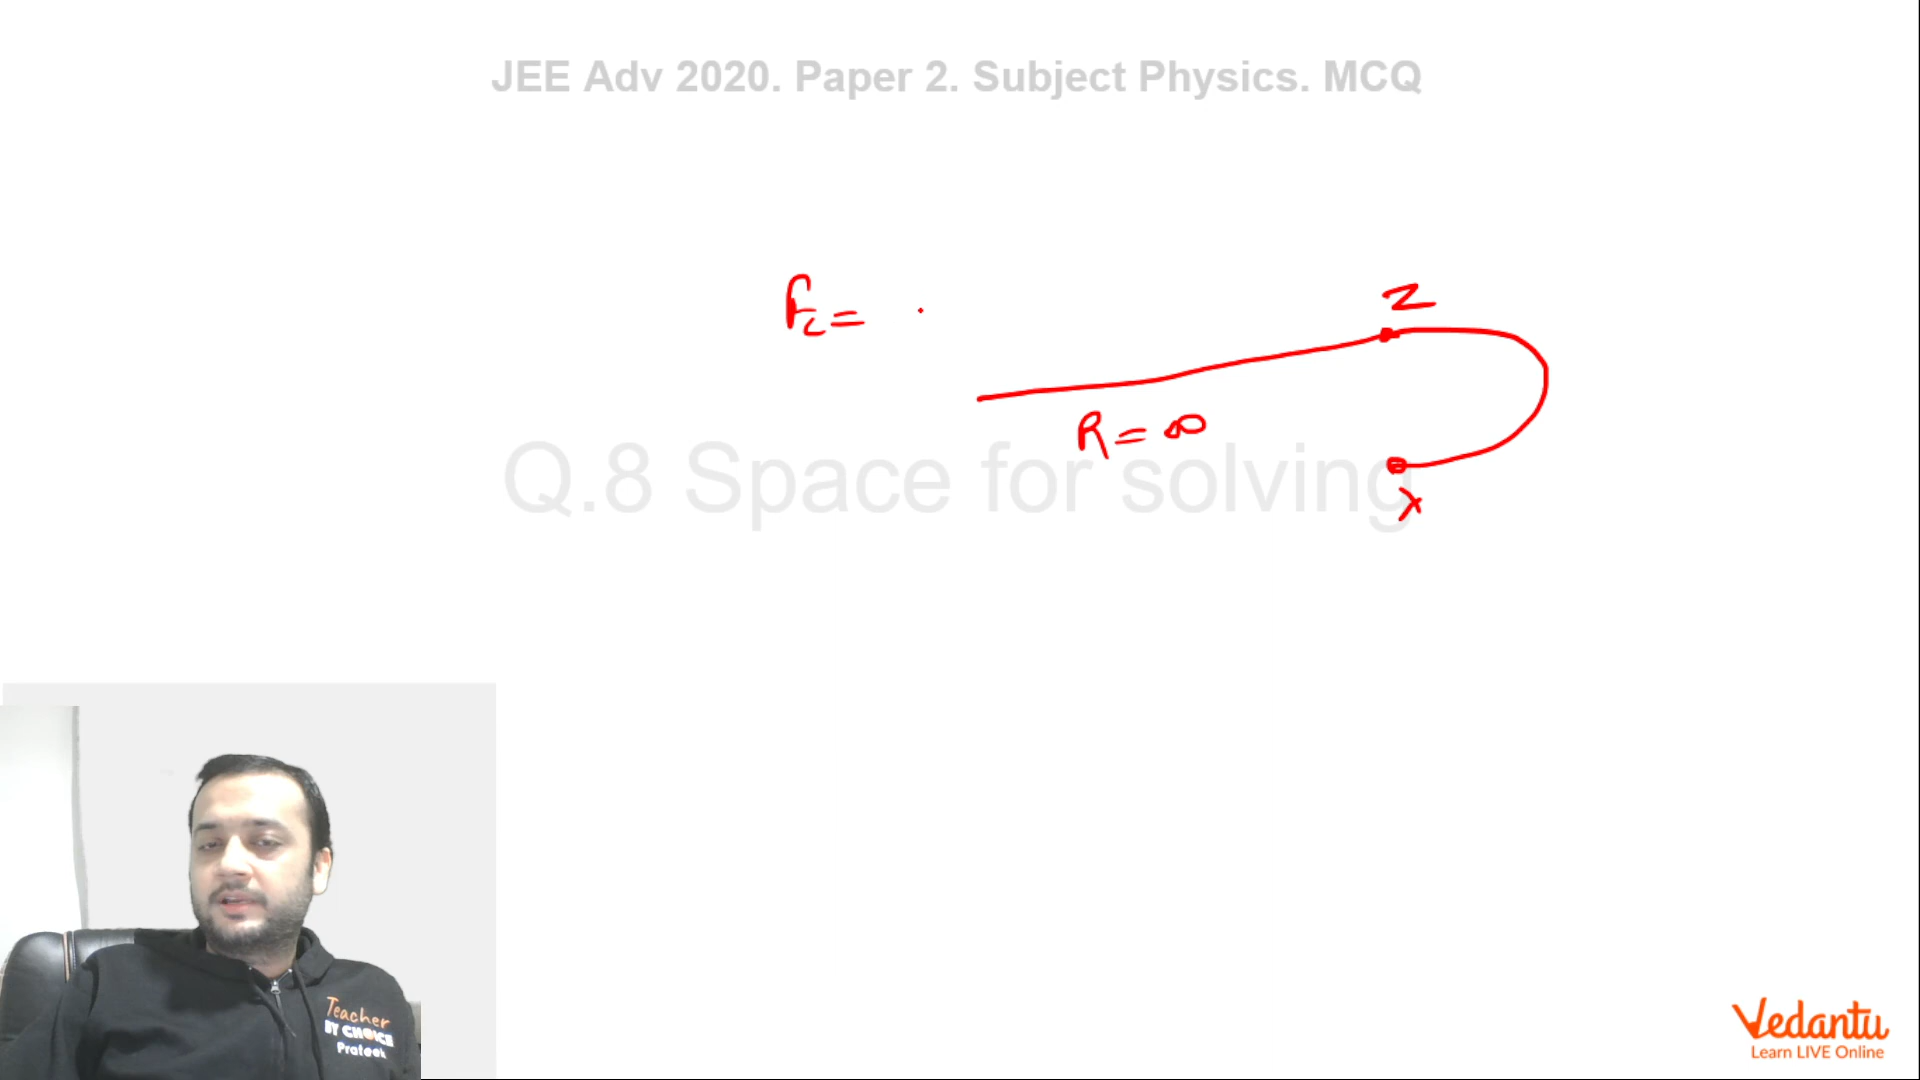 JEE Adv 2020. Paper 2. Subject Physics. MCQ
Fc =
Z
R = ∞
Q.8 Space for solving
X
Teacher
BY CHOICE
Prateek
Vedantu
Learn LIVE Online